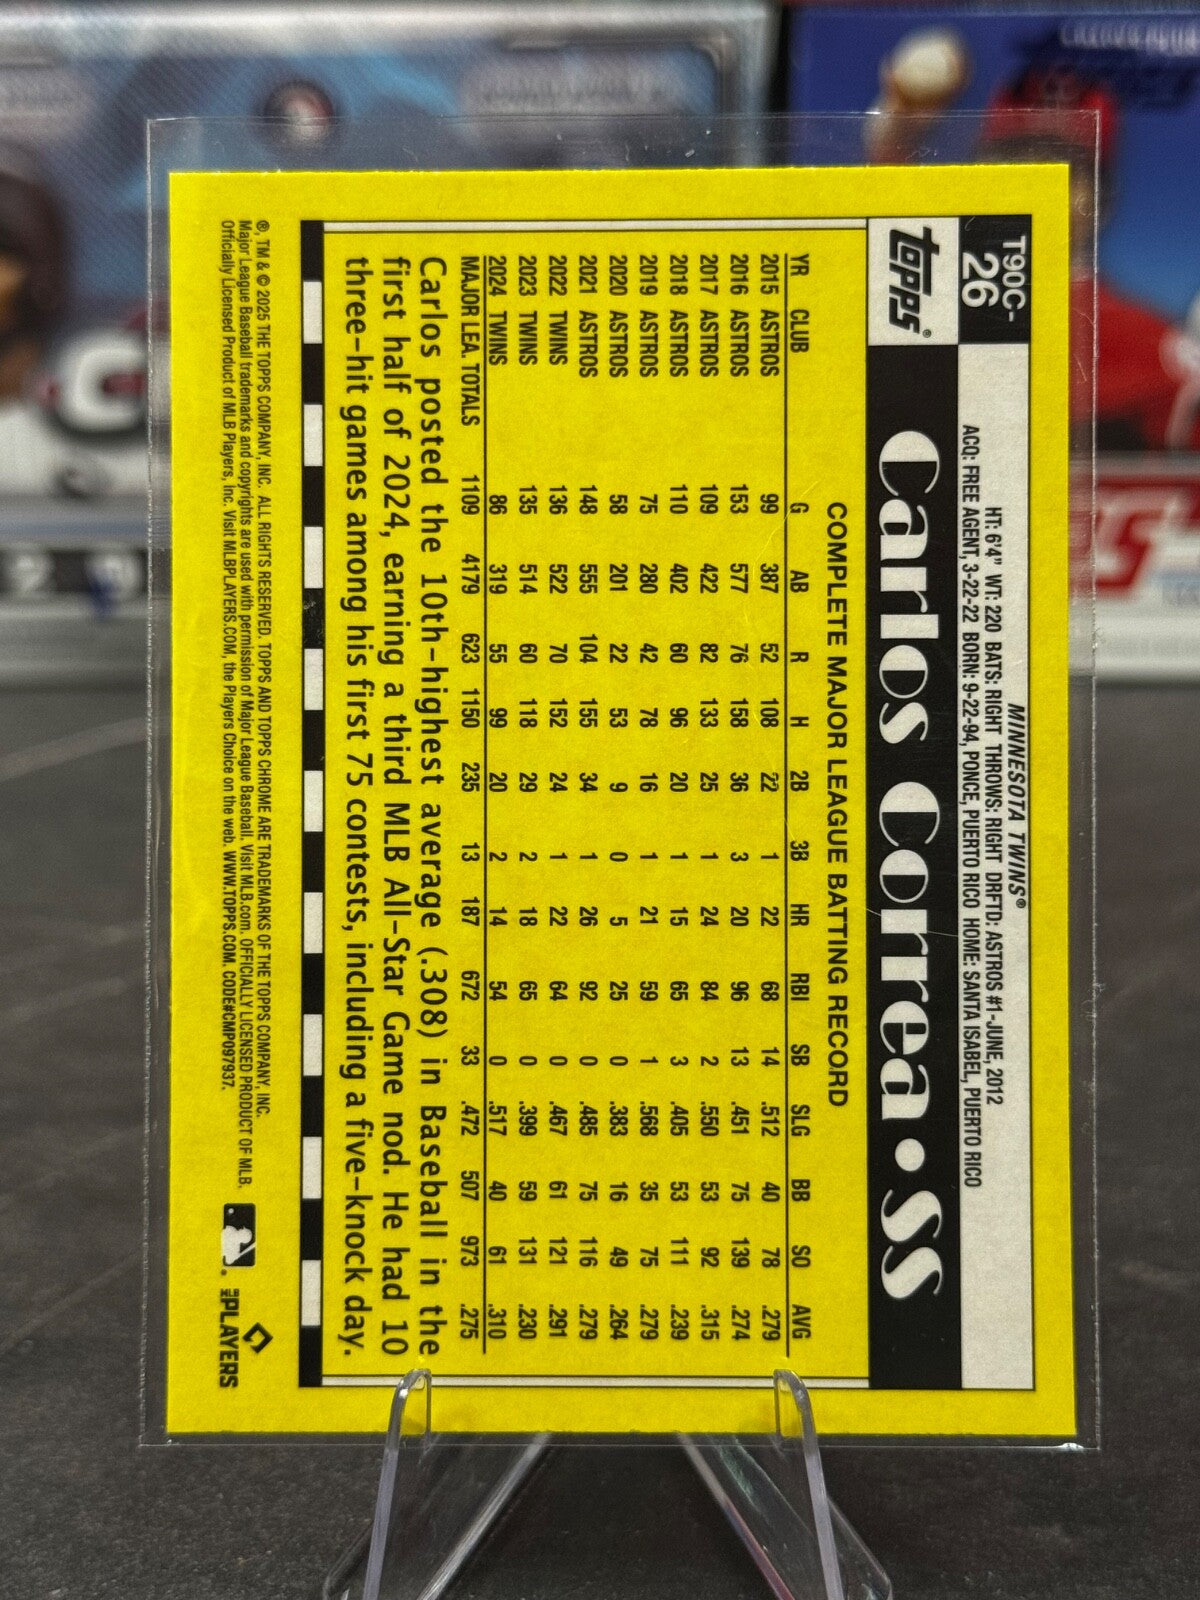 T90C-
26
topps®
MINNESOTA TWINS®
HT: 6'4" WT: 220 BATS: RIGHT THROWS: RIGHT DRFTD: ASTROS #1-JUNE, 2012
ACQ: FREE AGENT, 3-22-22 BORN: 9-22-94, PONCE, PUERTO RICO HOME: SANTA ISABEL, PUERTO RICO
Carlos Correa • SS
COMPLETE MAJOR LEAGUE BATTING RECORD
YR CLUB G AB R H 2B 3B HR RBI SB SLG BB SO AVG
2015 ASTROS 99 387 52 108 22 1 22 68 14 .512 40 78 .279
2016 ASTROS 153 577 76 158 36 3 20 96 13 .451 75 139 .274
2017 ASTROS 109 422 82 133 25 1 24 84 2 .550 53 92 .315
2018 ASTROS 110 402 60 96 20 1 15 65 3 .405 53 111 .239
2019 ASTROS 75 280 42 78 16 1 21 59 1 .568 35 75 .279
2020 ASTROS 58 201 22 53 9 0 5 25 0 .383 16 49 .264
2021 ASTROS 148 555 104 155 34 1 26 92 0 .485 75 116 .279
2022 TWINS 136 522 70 152 24 1 22 64 0 .467 61 121 .291
2023 TWINS 135 514 60 118 29 2 18 65 0 .399 59 131 .230
2024 TWINS 86 319 55 99 20 2 14 54 0 .517 40 61 .310
MAJOR LEA. TOTALS 1109 4179 623 1150 235 13 187 672 33 .472 507 973 .275
Carlos posted the 10th-highest average (.308) in Baseball in the
first half of 2024, earning a third MLB All-Star Game nod. He had 10
three-hit games among his first 75 contests, including a five-knock day.
®, TM & © 2025 THE TOPPS COMPANY, INC. ALL RIGHTS RESERVED. TOPPS AND TOPPS CHROME ARE TRADEMARKS OF THE TOPPS COMPANY, INC.
Major League Baseball trademarks and copyrights are used with permission of Major League Baseball. Visit MLB.com. OFFICIALLY LICENSED PRODUCT OF MLB.
Officially Licensed Product of MLB Players, Inc. Visit MLBPLAYERS.COM, the Players Choice on the web. WWW.TOPPS.COM. CODE#CMP097937.
MLB PLAYERS